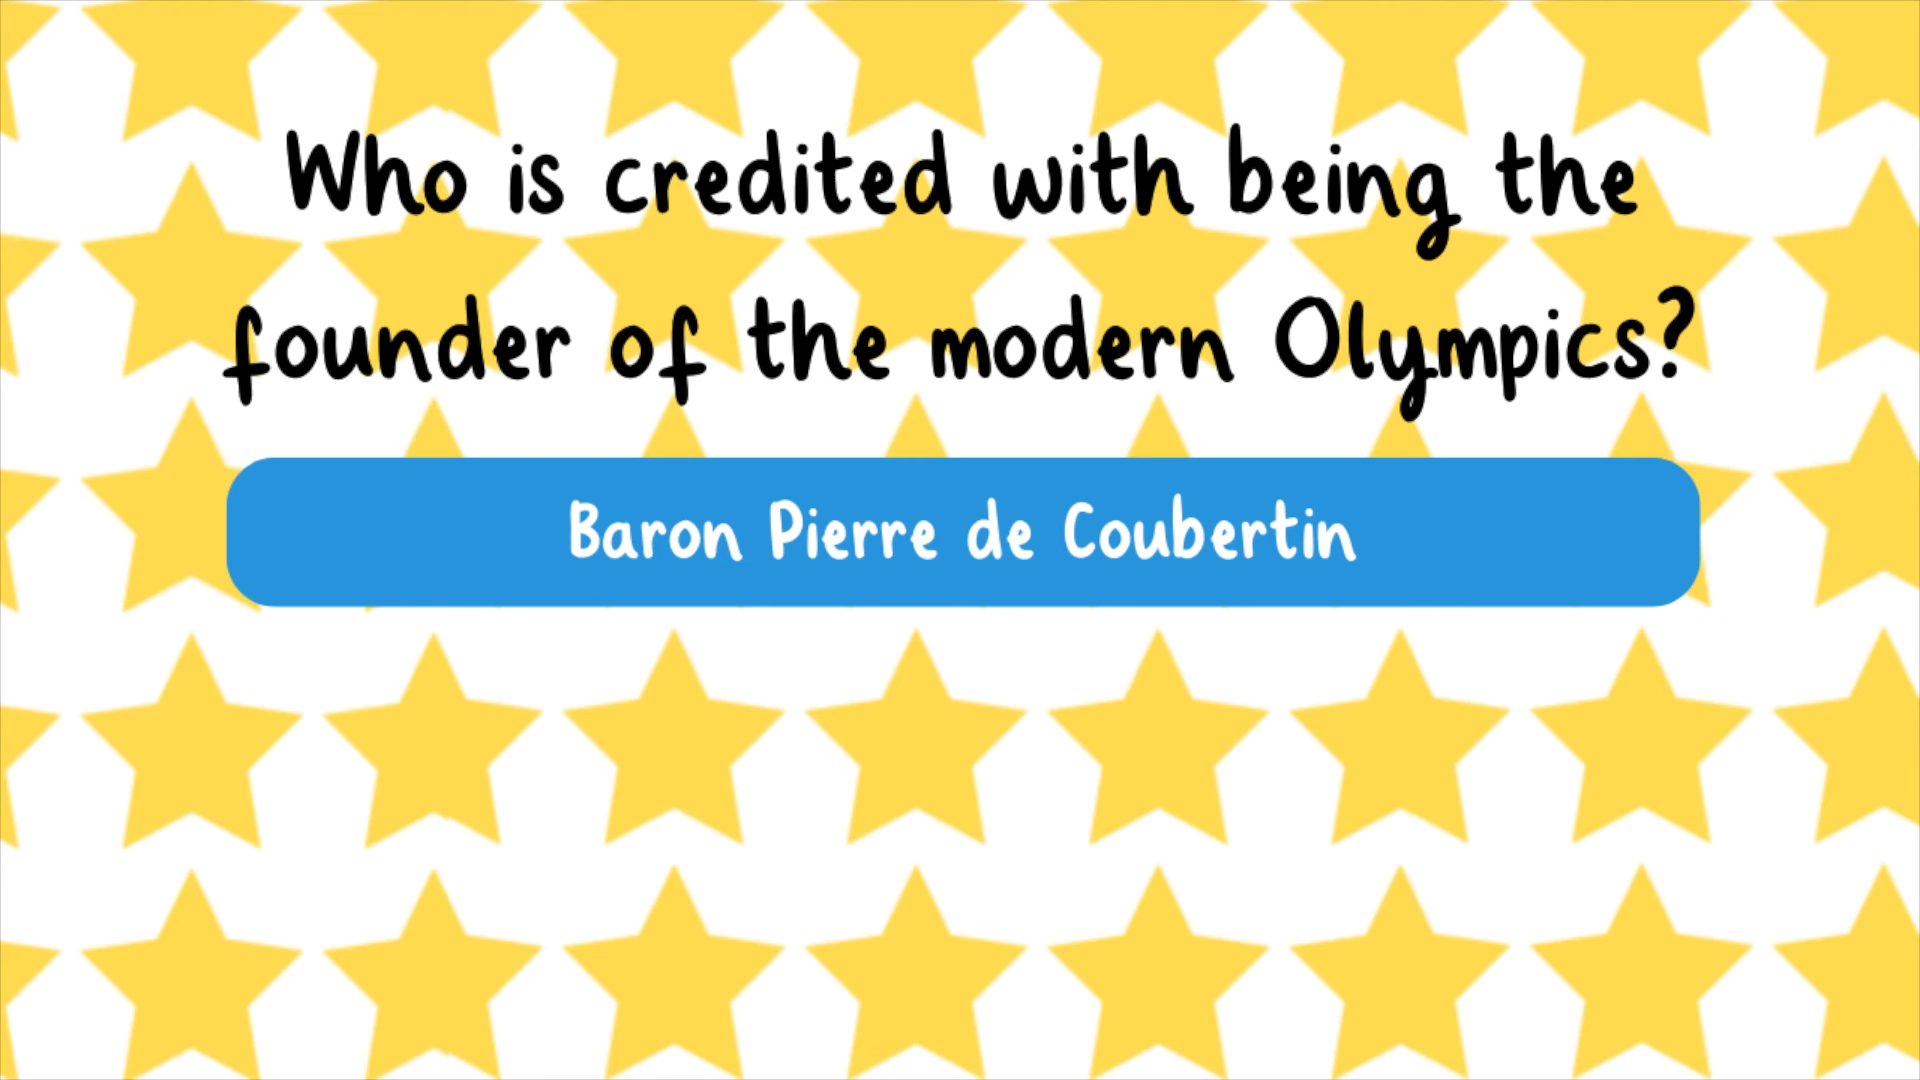 Who is credited with being the
founder of the modern Olympics?
Baron Pierre de Coubertin